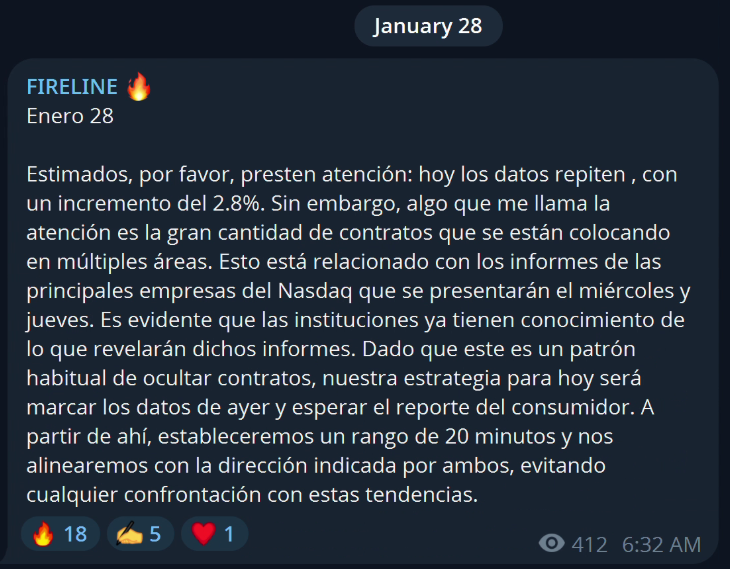 January 28
FIRELINE 🔥
Enero 28
Estimados, por favor, presten atención: hoy los datos repiten , con
un incremento del 2.8%. Sin embargo, algo que me llama la
atención es la gran cantidad de contratos que se están colocando
en múltiples áreas. Esto está relacionado con los informes de las
principales empresas del Nasdaq que se presentarán el miércoles y
jueves. Es evidente que las instituciones ya tienen conocimiento de
lo que revelarán dichos informes. Dado que este es un patrón
habitual de ocultar contratos, nuestra estrategia para hoy será
marcar los datos de ayer y esperar el reporte del consumidor. A
partir de ahí, estableceremos un rango de 20 minutos y nos
alinearemos con la dirección indicada por ambos, evitando
cualquier confrontación con estas tendencias.
🔥 18 ✍️ 5 ❤️ 1
412 6:32 AM